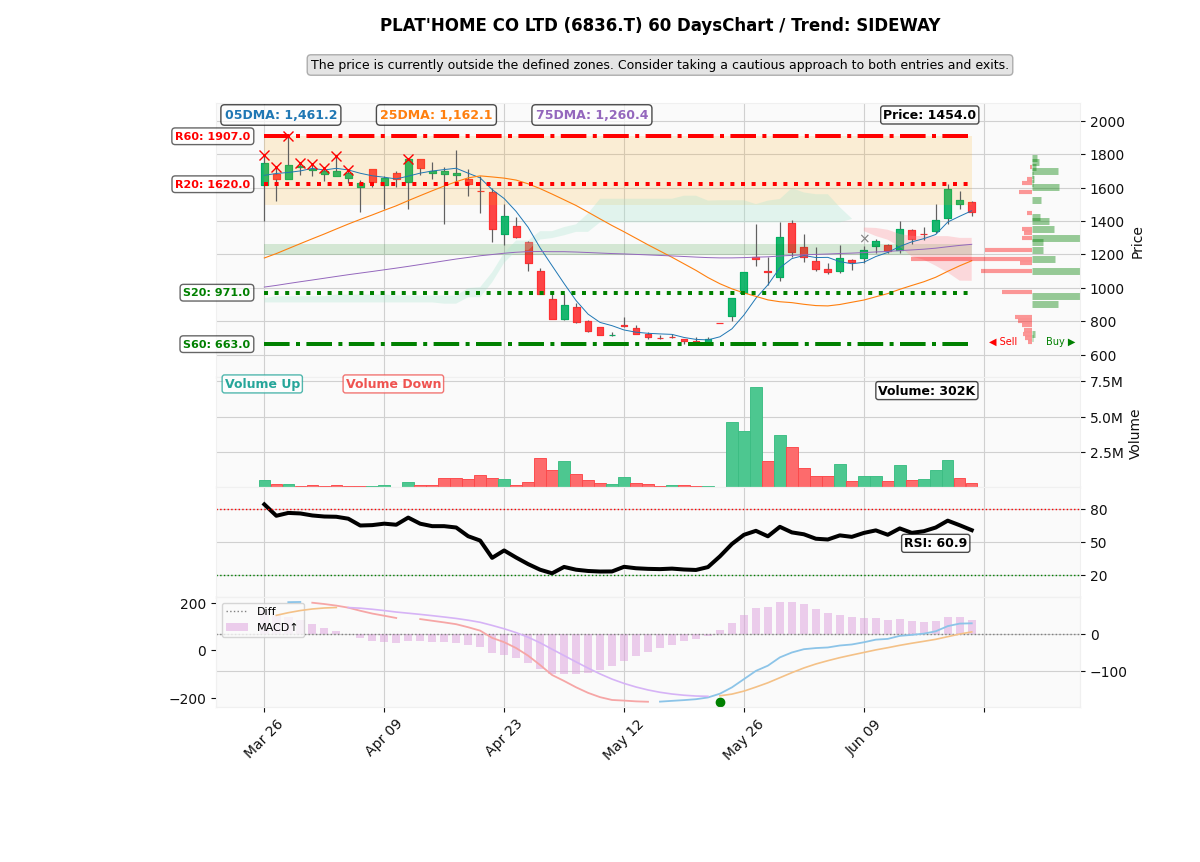 PLAT'HOME CO LTD (6836.T) 60 DaysChart / Trend: SIDEWAY
The price is currently outside the defined zones. Consider taking a cautious approach to both entries and exits.
05DMA: 1,461.2
25DMA: 1,162.1
75DMA: 1,260.4
Price: 1454.0
R60: 1907.0
R20: 1620.0
S20: 971.0
S60: 663.0
2000
1800
1600
1400
1200
1000
800
600
Price
◀ Sell
Buy ▶
Volume Up
Volume Down
Volume: 302K
7.5M
5.0M
2.5M
Volume
80
50
20
RSI: 60.9
200
0
−200
Diff
MACD↑
0
−100
Mar 26
Apr 09
Apr 23
May 12
May 26
Jun 09